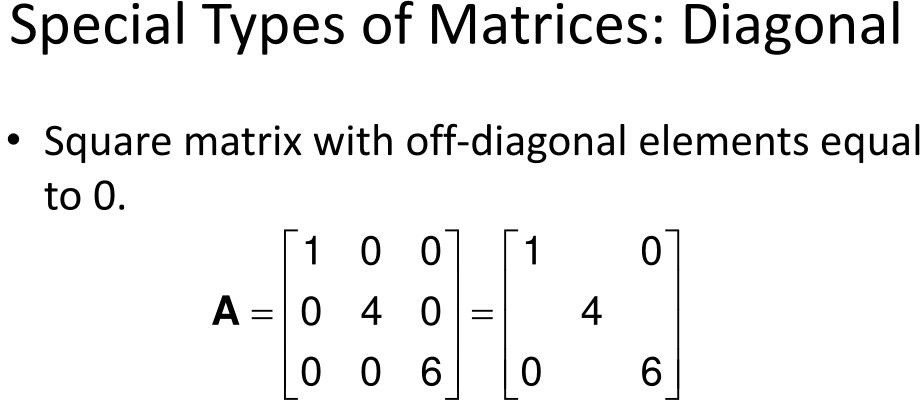 Special Types of Matrices: Diagonal
• Square matrix with off-diagonal elements equal
to 0.
1 0 0 1 0
A = 0 4 0 = 4
0 0 6 0 6